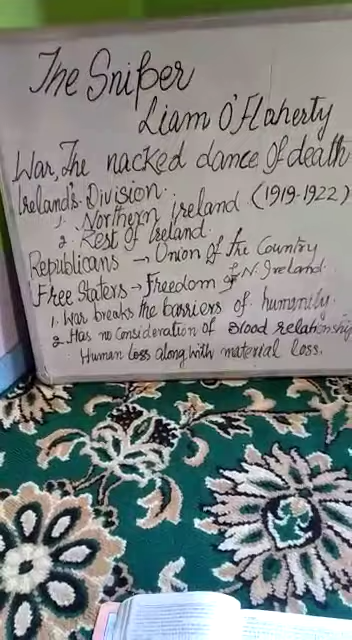 The Sniper
Liam O'Flaherty
War, The nacked dance of death
Ireland's Division.
1. Northern Ireland (1919-1922)
2. Rest of Ireland.
Republicans → Union of the Country
Free Staters → Freedom of N. Ireland
1. War breaks the barriers of humanity.
2. Has no consideration of Blood relationship
Human loss along with material loss.